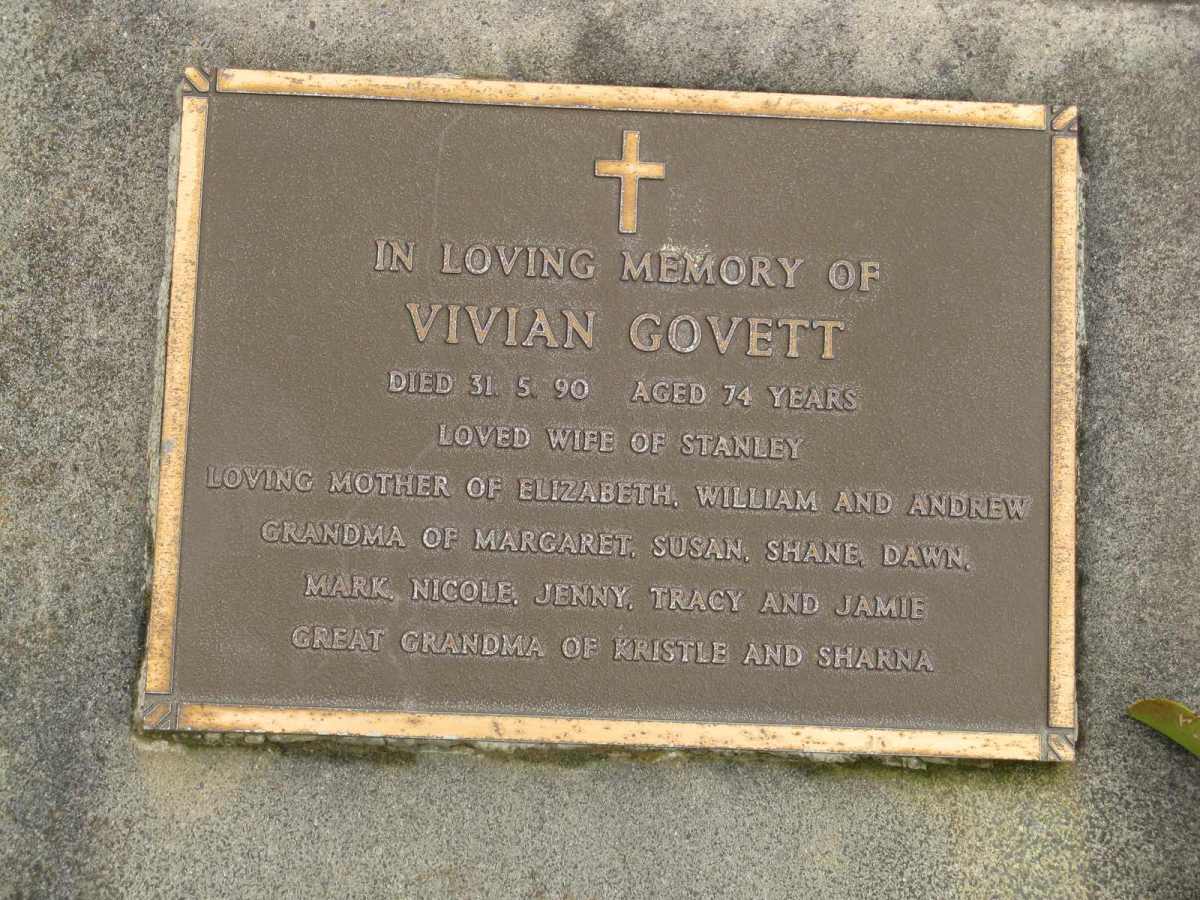 IN LOVING MEMORY OF
VIVIAN GOVETT
DIED 31. 5. 90 AGED 74 YEARS
LOVED WIFE OF STANLEY
LOVING MOTHER OF ELIZABETH, WILLIAM AND ANDREW
GRANDMA OF MARGARET, SUSAN, SHANE, DAWN,
MARK, NICOLE, JENNY, TRACY AND JAMIE
GREAT GRANDMA OF KRISTLE AND SHARNA